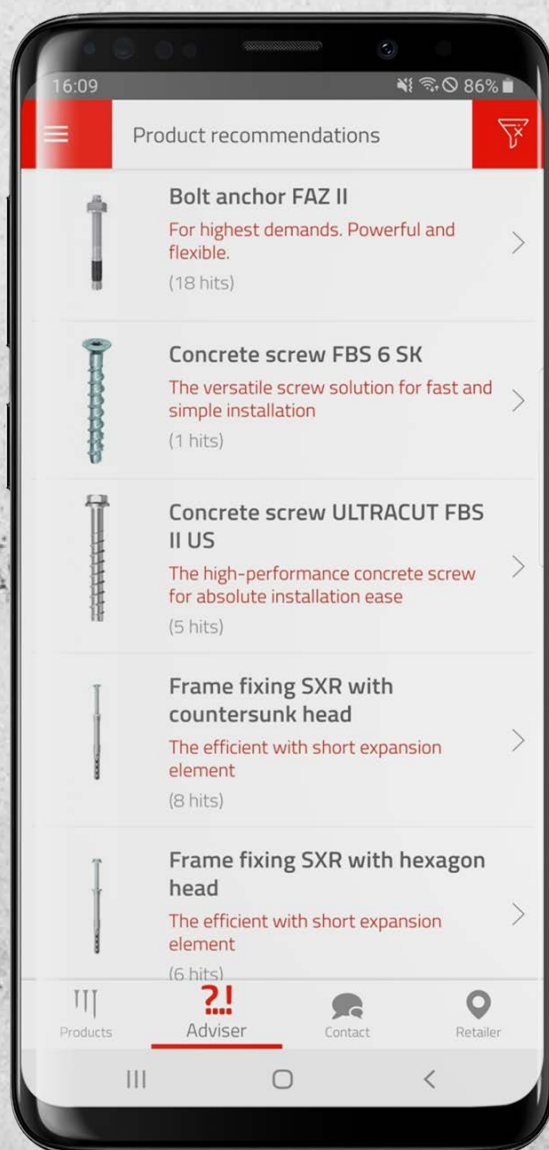 16:09 86%
Product recommendations
Bolt anchor FAZ II
For highest demands. Powerful and
flexible.
(18 hits)
Concrete screw FBS 6 SK
The versatile screw solution for fast and
simple installation
(1 hits)
Concrete screw ULTRACUT FBS
II US
The high-performance concrete screw
for absolute installation ease
(5 hits)
Frame fixing SXR with
countersunk head
The efficient with short expansion
element
(8 hits)
Frame fixing SXR with hexagon
head
The efficient with short expansion
element
(6 hits)
?!
Products Adviser Contact Retailer